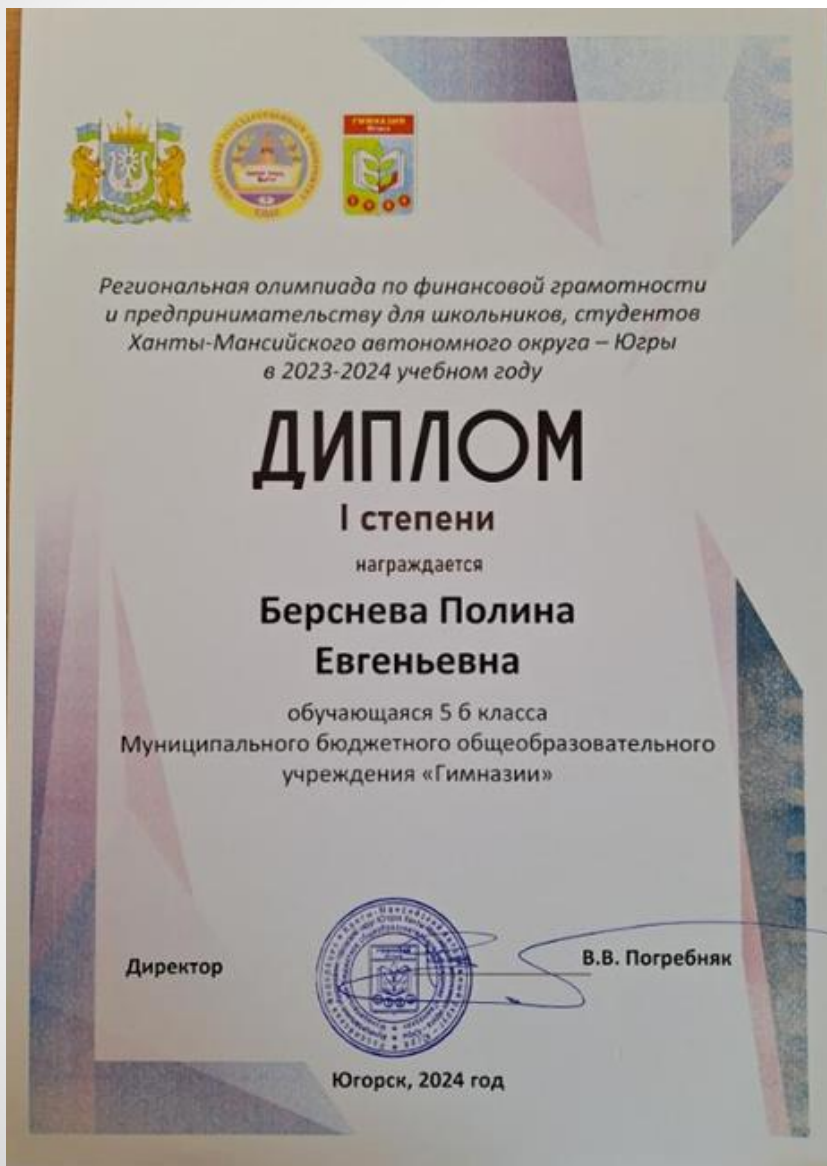 ГИМНАЗИЯ
Региональная олимпиада по финансовой грамотности
и предпринимательству для школьников, студентов
Ханты-Мансийского автономного округа – Югры
в 2023-2024 учебном году
ДИПЛОМ
I степени
награждается
Берснева Полина
Евгеньевна
обучающаяся 5 б класса
Муниципального бюджетного общеобразовательного
учреждения «Гимназии»
Директор
В.В. Погребняк
Югорск, 2024 год